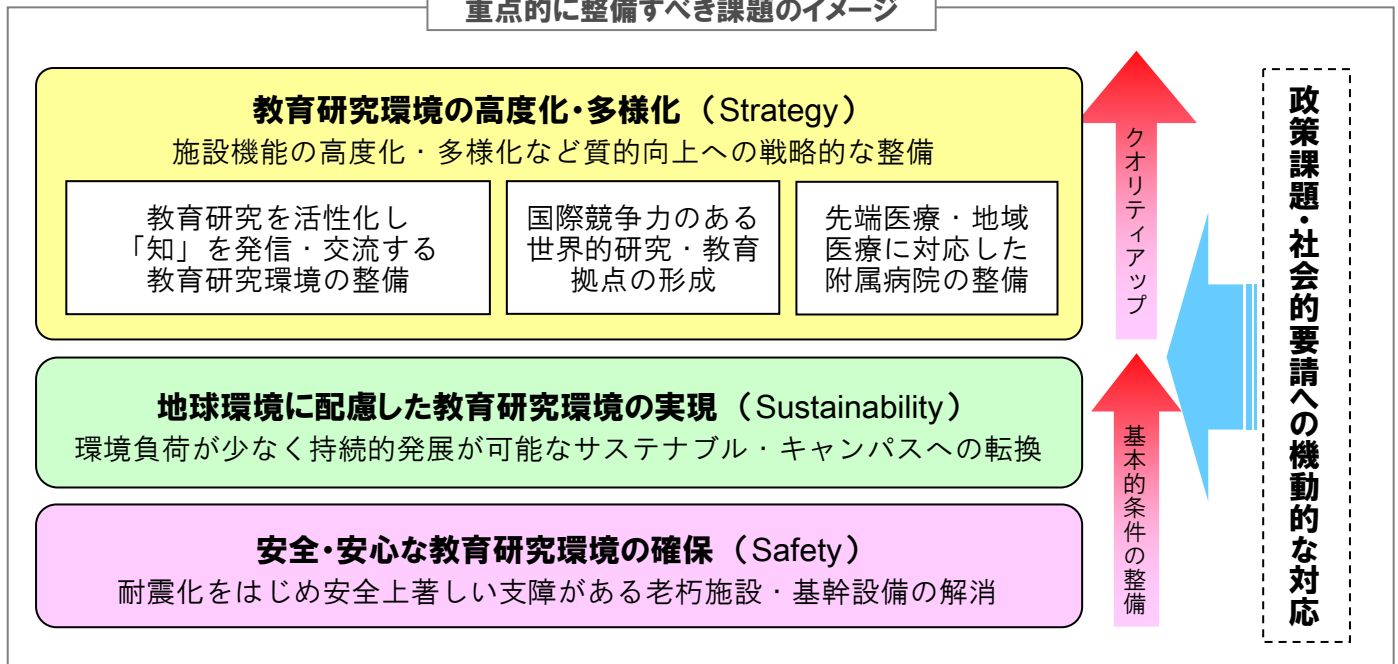 重点的に整備すべき課題のイメージ
教育研究環境の高度化・多様化（Strategy）
施設機能の高度化・多様化など質的向上への戦略的な整備
教育研究を活性化し
「知」を発信・交流する
教育研究環境の整備
国際競争力のある
世界的研究・教育
拠点の形成
先端医療・地域
医療に対応した
附属病院の整備
クオリティアップ
地球環境に配慮した教育研究環境の実現（Sustainability）
環境負荷が少なく持続的発展が可能なサステナブル・キャンパスへの転換
安全・安心な教育研究環境の確保（Safety）
耐震化をはじめ安全上著しい支障がある老朽施設・基幹設備の解消
基本的条件の整備
政策課題・社会的要請への機動的な対応